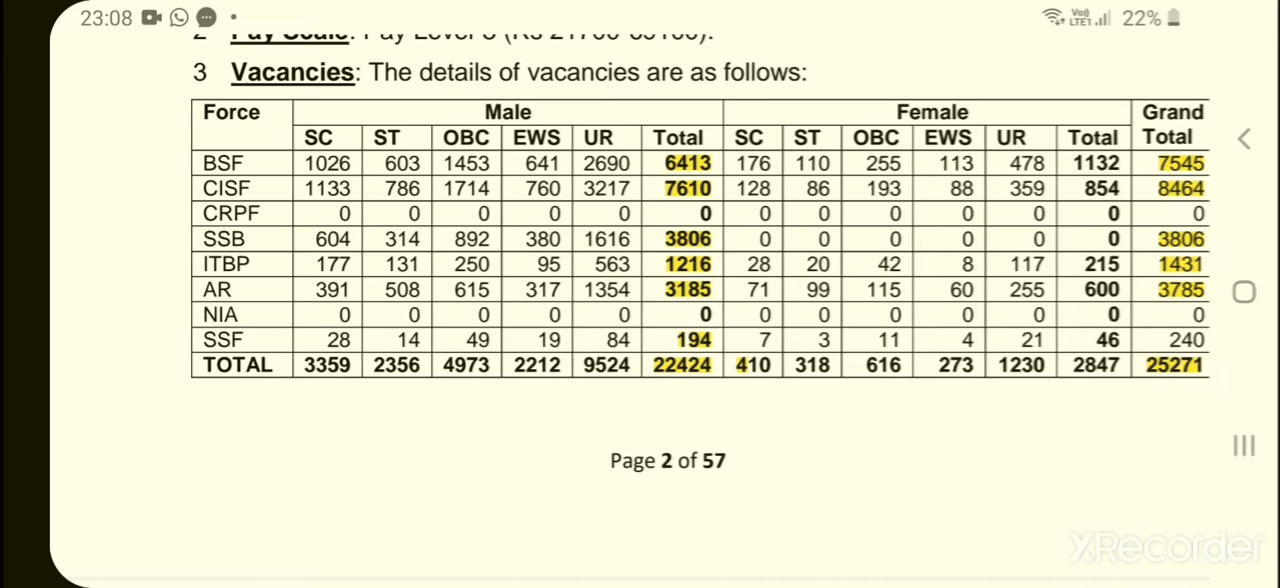 23:08 22%
3 Vacancies: The details of vacancies are as follows:
Force Male Female Grand
SC ST OBC EWS UR Total SC ST OBC EWS UR Total Total
BSF 1026 603 1453 641 2690 6413 176 110 255 113 478 1132 7545
CISF 1133 786 1714 760 3217 7610 128 86 193 88 359 854 8464
CRPF 0 0 0 0 0 0 0 0 0 0 0 0 0
SSB 604 314 892 380 1616 3806 0 0 0 0 0 0 3806
ITBP 177 131 250 95 563 1216 28 20 42 8 117 215 1431
AR 391 508 615 317 1354 3185 71 99 115 60 255 600 3785
NIA 0 0 0 0 0 0 0 0 0 0 0 0 0
SSF 28 14 49 19 84 194 7 3 11 4 21 46 240
TOTAL 3359 2356 4973 2212 9524 22424 410 318 616 273 1230 2847 25271
Page 2 of 57
XRecorder